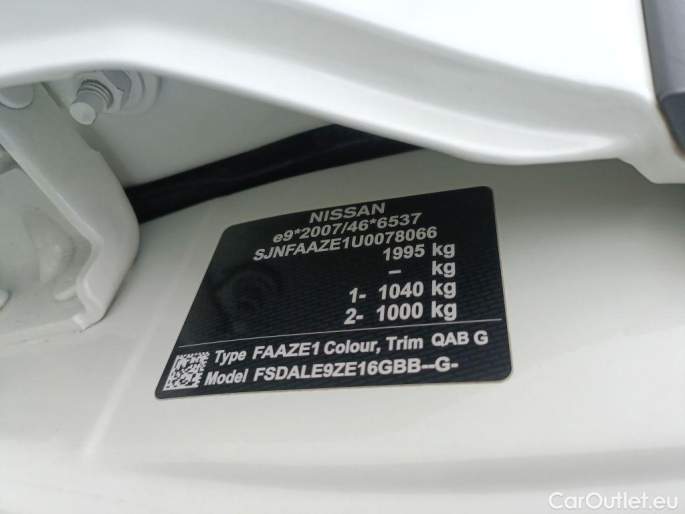 NISSAN
e9*2007/46*6537
SJNFAAZE1U0078066
1995 kg
– kg
1- 1040 kg
2- 1000 kg
Type FAAZE1 Colour, Trim QAB G
Model FSDALE9ZE16GBB--G-
CarOutlet.eu